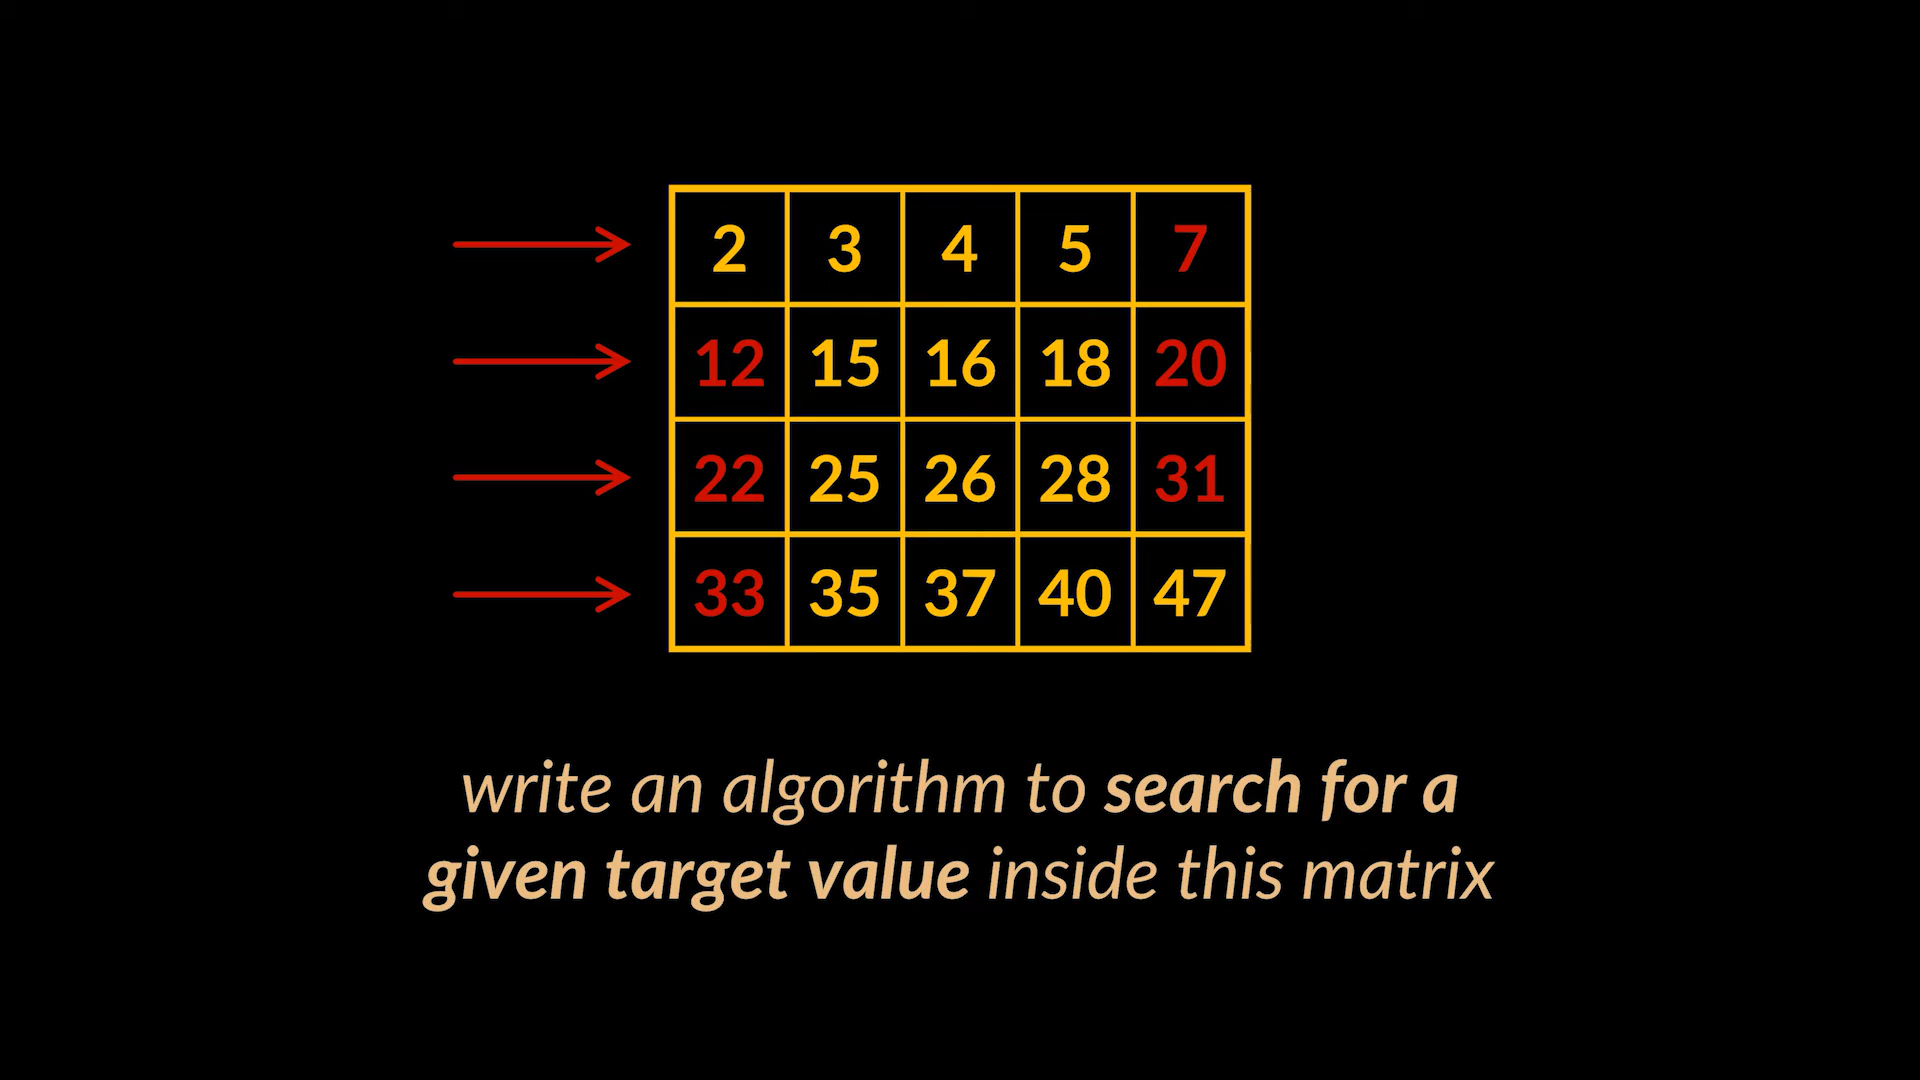 2 3 4 5 7
12 15 16 18 20
22 25 26 28 31
33 35 37 40 47
write an algorithm to search for a
given target value inside this matrix